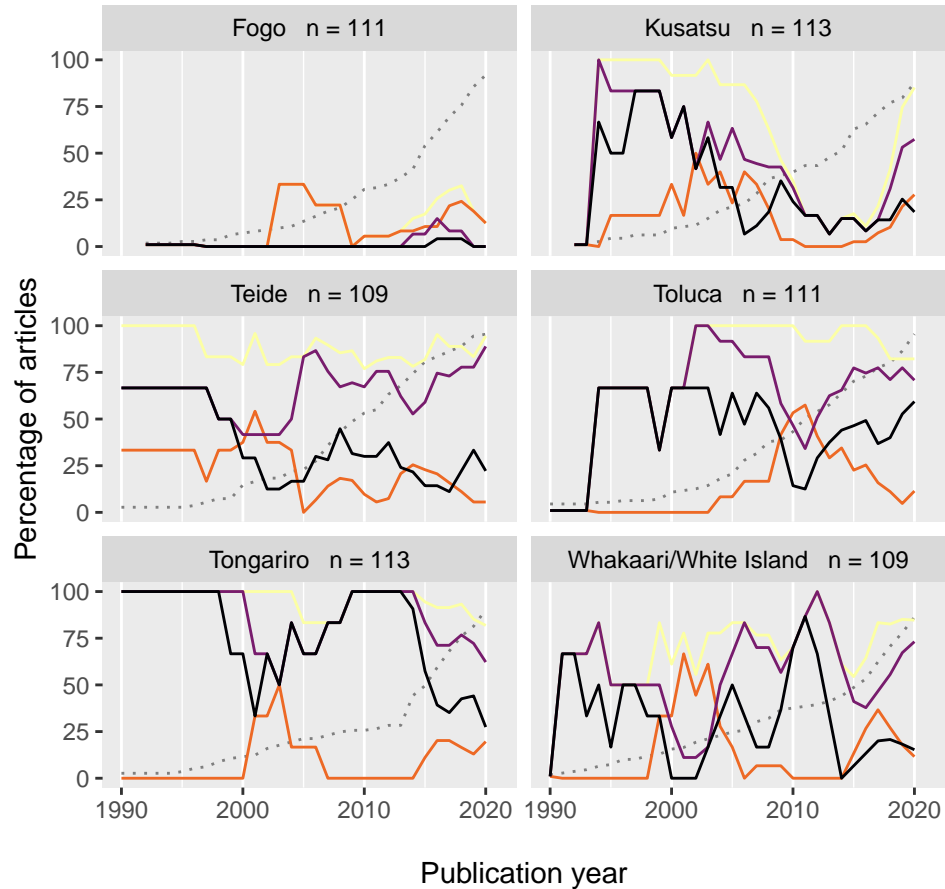 Fogo n = 111
Kusatsu n = 113
100
75
50
25
0
Teide n = 109
Toluca n = 111
100
75
50
25
0
Percentage of articles
Tongariro n = 113
Whakaari/White Island n = 109
100
75
50
25
0
1990 2000 2010 2020
1990 2000 2010 2020
Publication year